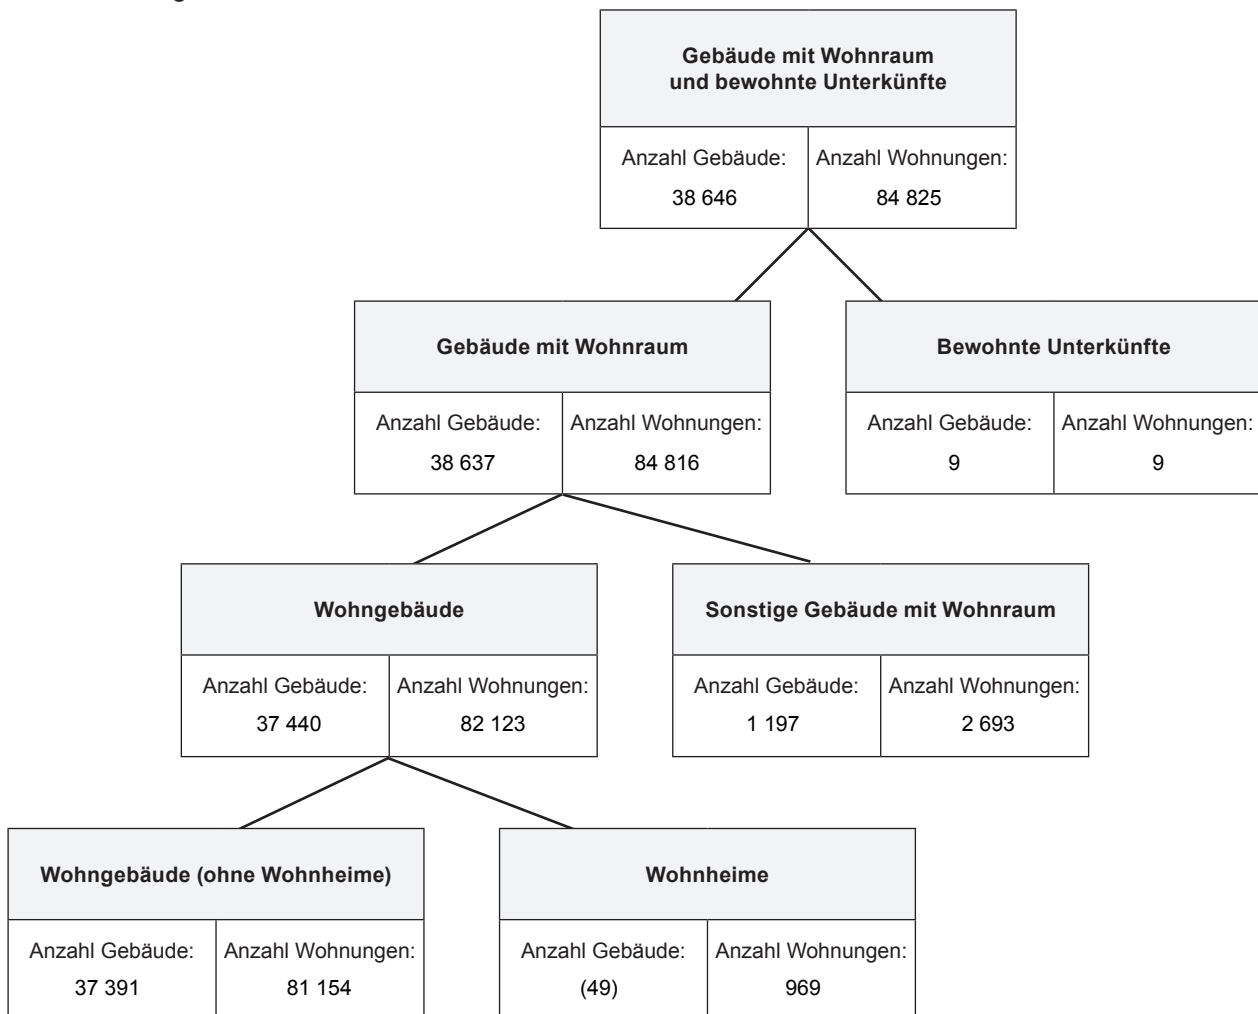 Gebäude mit Wohnraum
und bewohnte Unterkünfte
Anzahl Gebäude: Anzahl Wohnungen:
38 646 84 825
Gebäude mit Wohnraum Bewohnte Unterkünfte
Anzahl Gebäude: Anzahl Wohnungen: Anzahl Gebäude: Anzahl Wohnungen:
38 637 84 816 9 9
Wohngebäude Sonstige Gebäude mit Wohnraum
Anzahl Gebäude: Anzahl Wohnungen: Anzahl Gebäude: Anzahl Wohnungen:
37 440 82 123 1 197 2 693
Wohngebäude (ohne Wohnheime) Wohnheime
Anzahl Gebäude: Anzahl Wohnungen: Anzahl Gebäude: Anzahl Wohnungen:
37 391 81 154 (49) 969